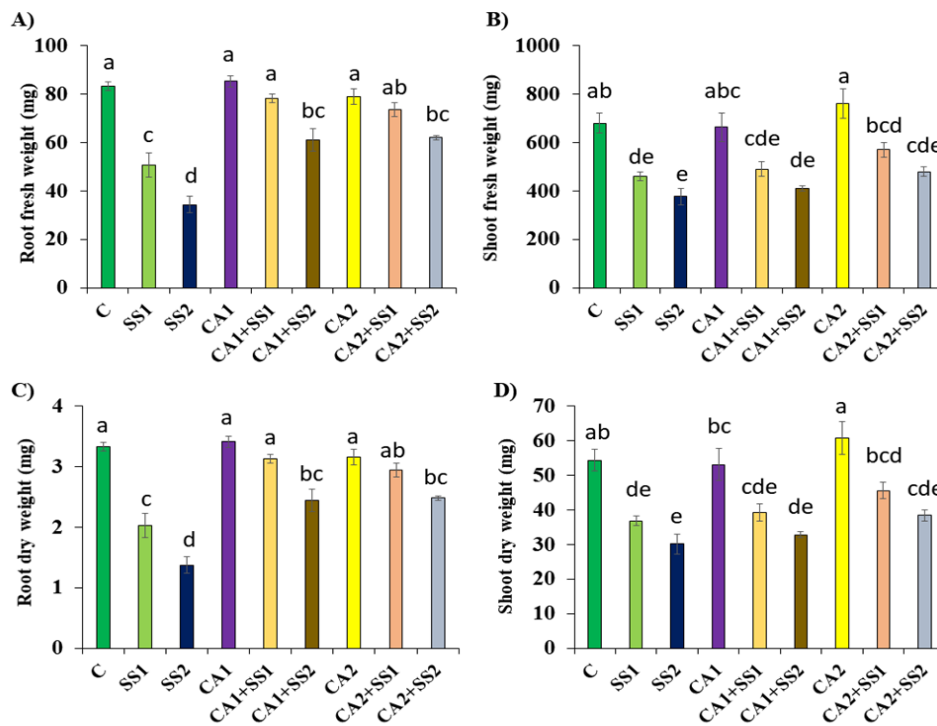 A)
Root fresh weight (mg)
100
80
60
40
20
0
a
c
d
a
a
bc
a
ab
bc
C
SS1
SS2
CA1
CA1+SS1
CA1+SS2
CA2
CA2+SS1
CA2+SS2
B)
Shoot fresh weight (mg)
1000
800
600
400
200
0
ab
de
e
abc
cde
de
a
bcd
cde
C
SS1
SS2
CA1
CA1+SS1
CA1+SS2
CA2
CA2+SS1
CA2+SS2
C)
Root dry weight (mg)
4
3
2
1
0
a
c
d
a
a
bc
a
ab
bc
C
SS1
SS2
CA1
CA1+SS1
CA1+SS2
CA2
CA2+SS1
CA2+SS2
D)
Shoot dry weight (mg)
70
60
50
40
30
20
10
0
ab
de
e
bc
cde
de
a
bcd
cde
C
SS1
SS2
CA1
CA1+SS1
CA1+SS2
CA2
CA2+SS1
CA2+SS2